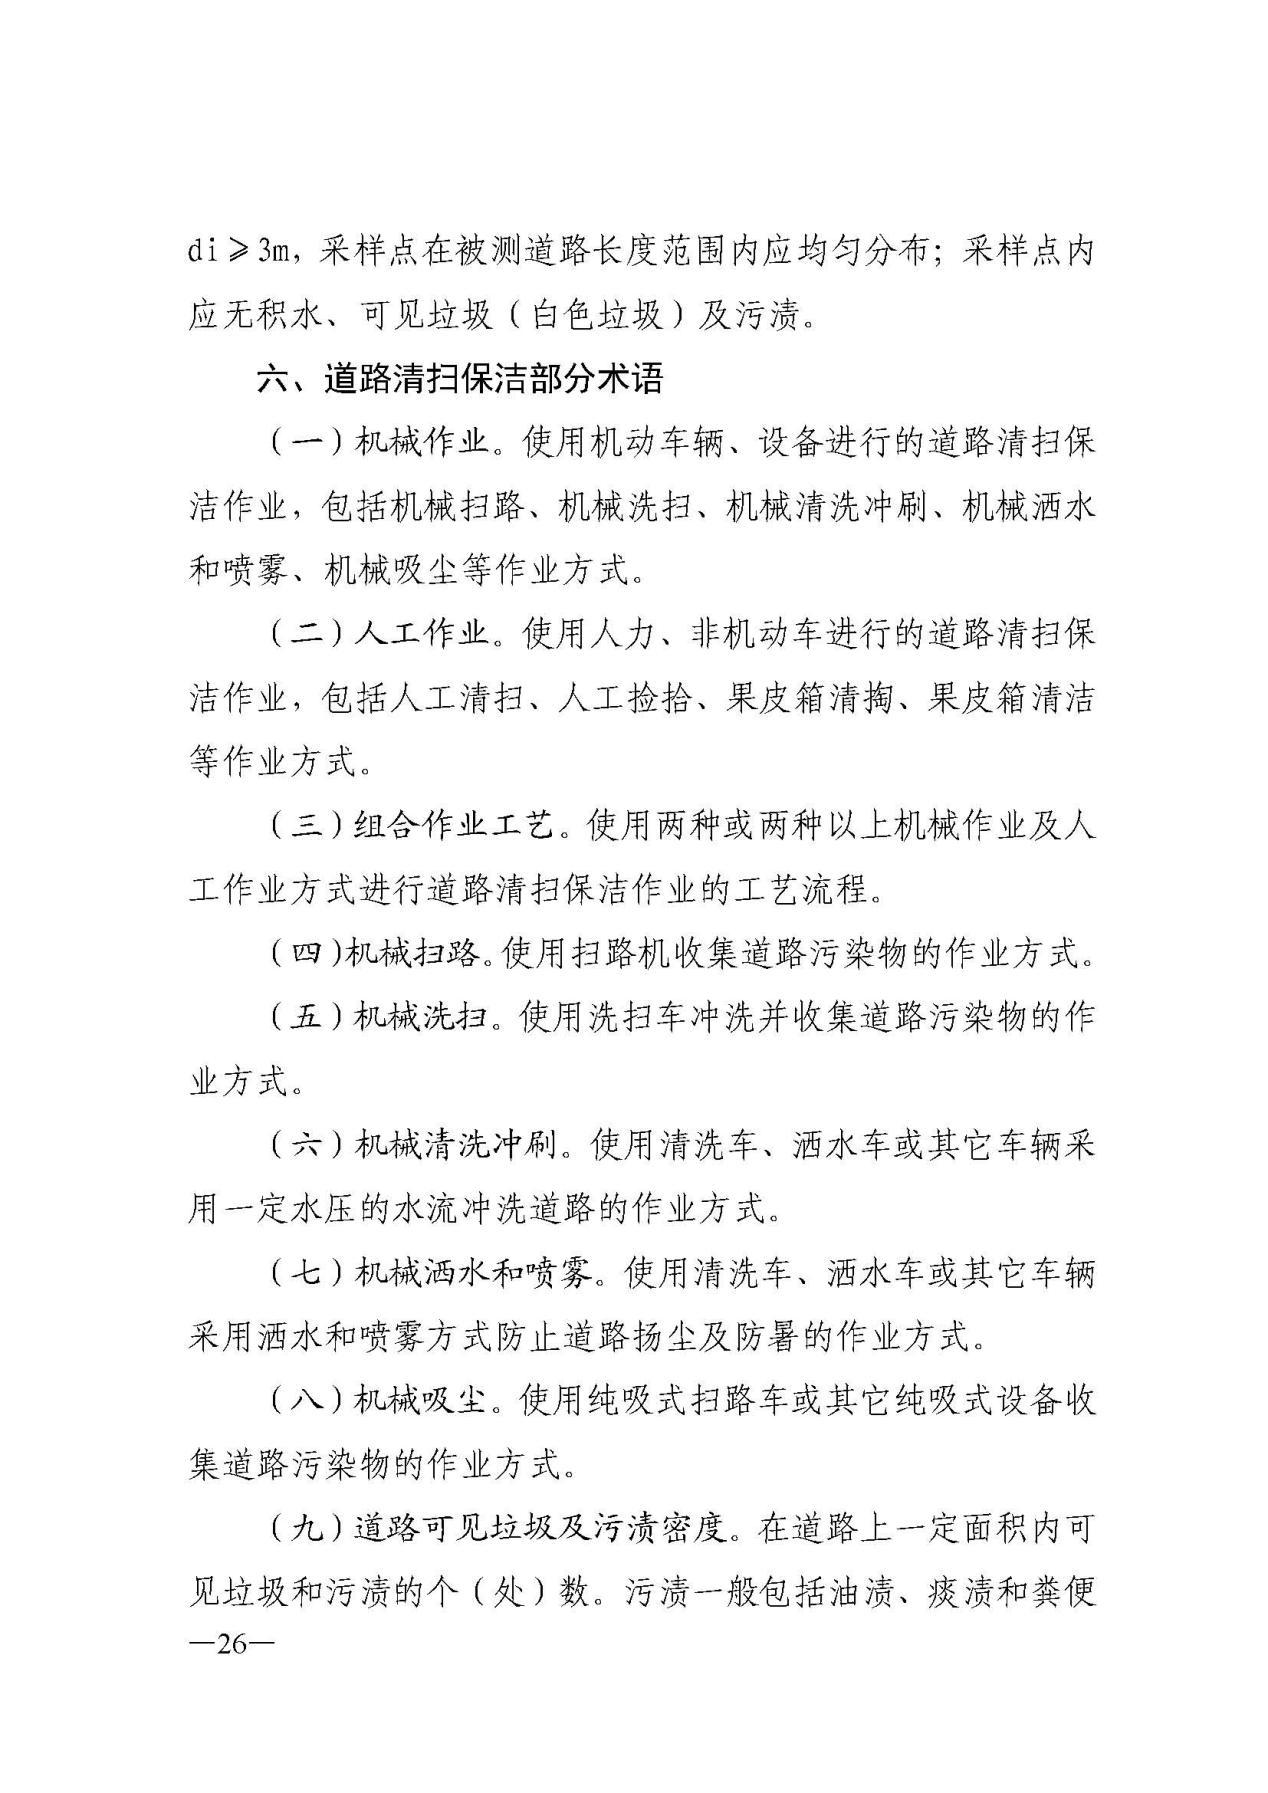 di≥3m，采样点在被测道路长度范围内应均匀分布；采样点内
应无积水、可见垃圾（白色垃圾）及污渍。
六、道路清扫保洁部分术语
（一）机械作业。使用机动车辆、设备进行的道路清扫保
洁作业，包括机械扫路、机械洗扫、机械清洗冲刷、机械洒水
和喷雾、机械吸尘等作业方式。
（二）人工作业。使用人力、非机动车进行的道路清扫保
洁作业，包括人工清扫、人工捡拾、果皮箱清掏、果皮箱清洁
等作业方式。
（三）组合作业工艺。使用两种或两种以上机械作业及人
工作业方式进行道路清扫保洁作业的工艺流程。
（四）机械扫路。使用扫路机收集道路污染物的作业方式。
（五）机械洗扫。使用洗扫车冲洗并收集道路污染物的作
业方式。
（六）机械清洗冲刷。使用清洗车、洒水车或其它车辆采
用一定水压的水流冲洗道路的作业方式。
（七）机械洒水和喷雾。使用清洗车、洒水车或其它车辆
采用洒水和喷雾方式防止道路扬尘及防暑的作业方式。
（八）机械吸尘。使用纯吸式扫路车或其它纯吸式设备收
集道路污染物的作业方式。
（九）道路可见垃圾及污渍密度。在道路上一定面积内可
见垃圾和污渍的个（处）数。污渍一般包括油渍、痰渍和粪便
—26—